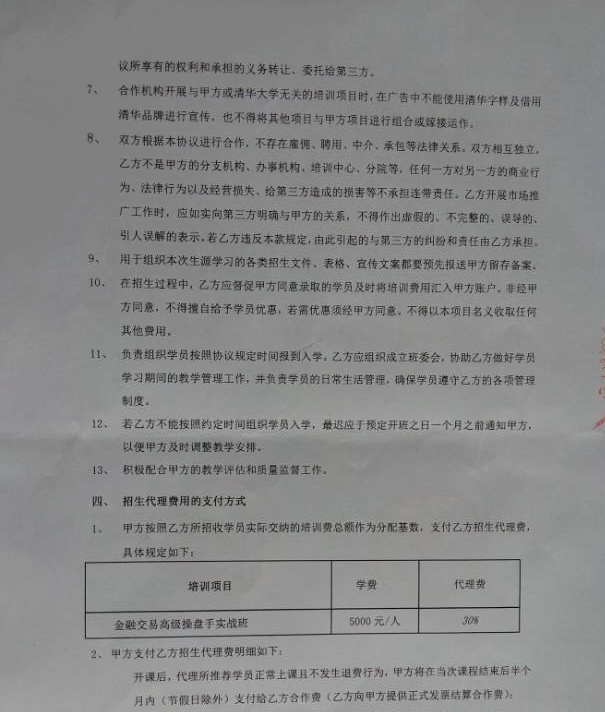 议所享有的权利和承担的义务转让、委托给第三方。
7、 合作机构开展与甲方或清华大学无关的培训项目时，在广告中不能使用清华字样及借用
清华品牌进行宣传，也不得将其他项目与甲方项目进行组合或嫁接运作。
8、 双方根据本协议进行合作，不存在雇佣、聘用、中介、承包等法律关系。双方相互独立，
乙方不是甲方的分支机构、办事机构、培训中心、分院等，任何一方对另一方的商业行
为、法律行为以及经营损失、给第三方造成的损害等不承担连带责任。乙方开展市场推
广工作时，应如实向第三方明确与甲方的关系，不得作出虚假的、不完整的、误导的、
引人误解的表示。若乙方违反本款规定，由此引起的与第三方的纠纷和责任由乙方承担。
9、 用于组织本次生源学习的各类招生文件、表格、宣传文案都要预先报送甲方留存备案。
10、 在招生过程中，乙方应督促甲方同意录取的学员及时将培训费用汇入甲方账户。非经甲
方同意，不得擅自给予学员优惠，若需优惠须经甲方同意。不得以本项目名义收取任何
其他费用。
11、 负责组织学员按照协议规定时间报到入学。乙方应组织成立班委会，协助乙方做好学员
学习期间的教学管理工作，并负责学员的日常生活管理，确保学员遵守乙方的各项管理
制度。
12、 若乙方不能按照约定时间组织学员入学，最迟应于预定开班之日一个月之前通知甲方，
以便甲方及时调整教学安排。
13、 积极配合甲方的教学评估和质量监督工作。
四、 招生代理费用的支付方式
1、 甲方按照乙方所招收学员实际交纳的培训费总额作为分配基数，支付乙方招生代理费，
具体规定如下：
培训项目 学费 代理费
金融交易高级操盘手实战班 5000元/人 30%
2、 甲方支付乙方招生代理费明细如下：
开课后，代理所推荐学员正常上课且不发生退费行为，甲方将在当次课程结束后半个
月内（节假日除外）支付给乙方合作费（乙方向甲方提供正式发票结算合作费）；